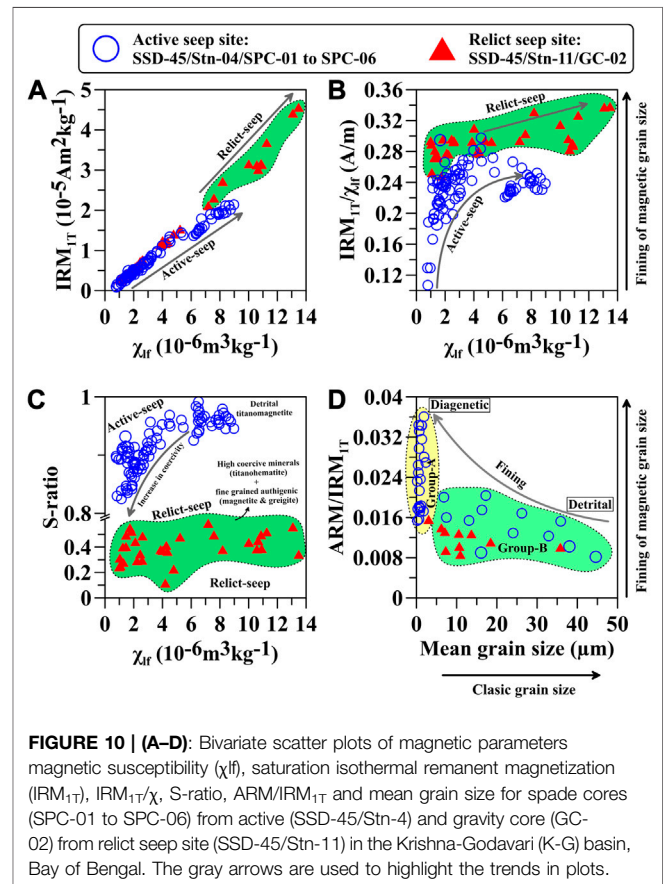 Active seep site:
SSD-45/Stn-04/SPC-01 to SPC-06
Relict seep site:
SSD-45/Stn-11/GC-02
A
5
4
3
2
1
0
IRM1T (10-5Am2kg-1)
Relict-seep
Active-seep
0 2 4 6 8 10 12 14
χlf (10-6m3kg-1)
B
0.36
0.32
0.28
0.24
0.2
0.16
0.12
IRM1T/χlf (A/m)
Relict-seep
Active-seep
0 2 4 6 8 10 12 14
χlf (10-6m3kg-1)
Fining of magnetic grain size
C
1
0.8
0.6
0.4
0.2
0
S-ratio
Active-seep
Detrital
titanomagnetite
Increase in coercivity
High coercive minerals
(titanohematite)
+
fine grained authigenic
(magnetite & greigite)
Relict-seep
Relict-seep
0 2 4 6 8 10 12 14
χlf (10-6m3kg-1)
D
0.04
0.032
0.024
0.016
0.008
0
ARM/IRM1T
Diagenetic
Group-A
Fining
Detrital
Group-B
0 10 20 30 40 50
Mean grain size (µm)
Clasic grain size
Fining of magnetic grain size
FIGURE 10 | (A–D): Bivariate scatter plots of magnetic parameters
magnetic susceptibility (χlf), saturation isothermal remanent magnetization
(IRM1T), IRM1T/χ, S-ratio, ARM/IRM1T and mean grain size for spade cores
(SPC-01 to SPC-06) from active (SSD-45/Stn-4) and gravity core (GC-
02) from relict seep site (SSD-45/Stn-11) in the Krishna-Godavari (K-G) basin,
Bay of Bengal. The gray arrows are used to highlight the trends in plots.